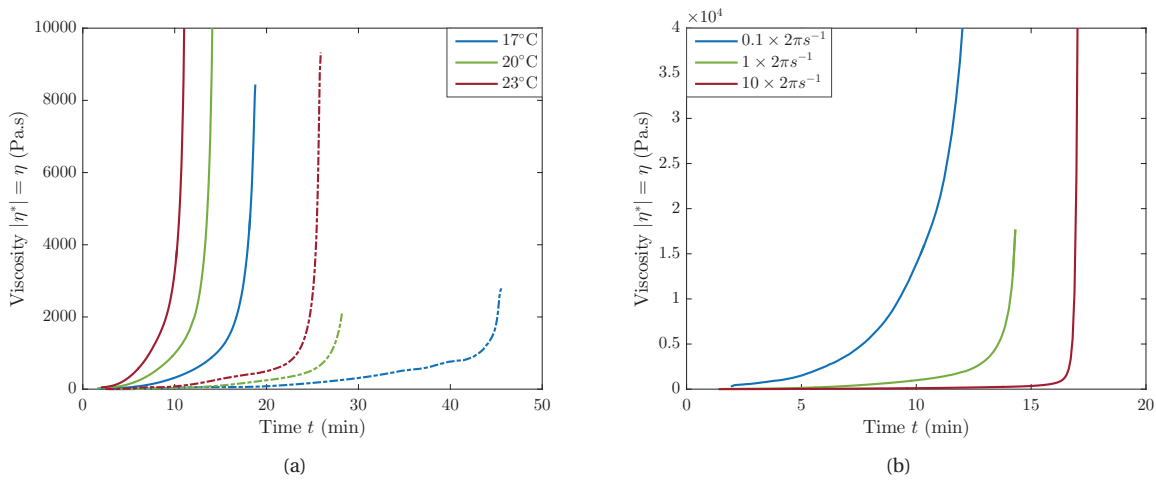 10000
8000
6000
4000
2000
0
0 10 20 30 40 50
Viscosity |η*| = η (Pa.s)
Time t (min)
17°C
20°C
23°C
(a)
×10⁴
4
3.5
3
2.5
2
1.5
1
0.5
0
0 5 10 15 20
Viscosity |η*| = η (Pa.s)
Time t (min)
0.1 × 2πs⁻¹
1 × 2πs⁻¹
10 × 2πs⁻¹
(b)